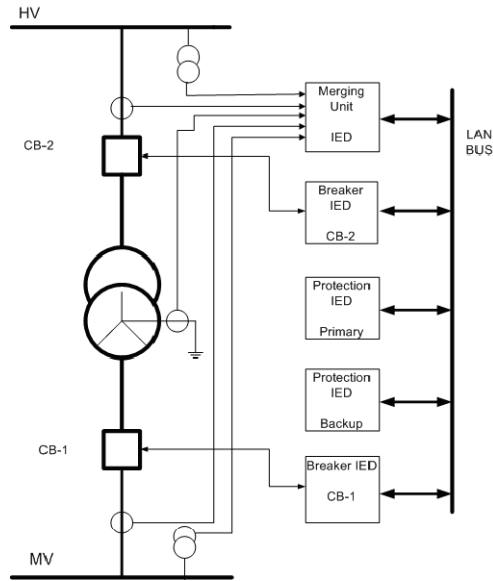 HV
Merging
Unit
IED
LAN
BUS
CB-2
Breaker
IED
CB-2
Protection
IED
Primary
Protection
IED
Backup
CB-1
Breaker IED
CB-1
MV